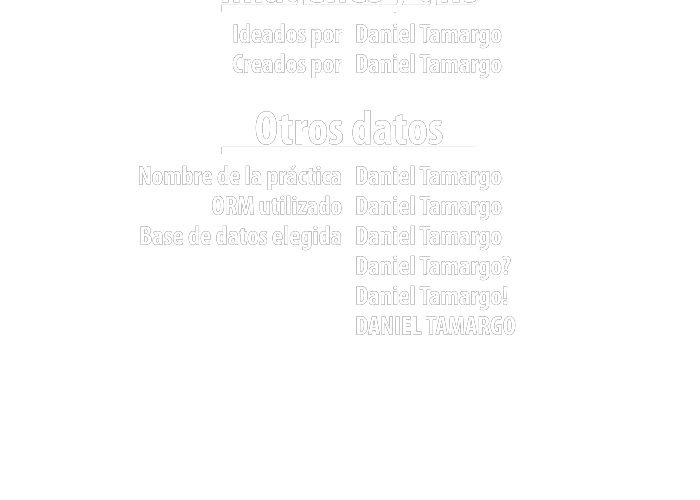 Ideados por Daniel Tamargo
Creados por Daniel Tamargo
Otros datos
Nombre de la práctica Daniel Tamargo
ORM utilizado Daniel Tamargo
Base de datos elegida Daniel Tamargo
Daniel Tamargo?
Daniel Tamargo!
DANIEL TAMARGO